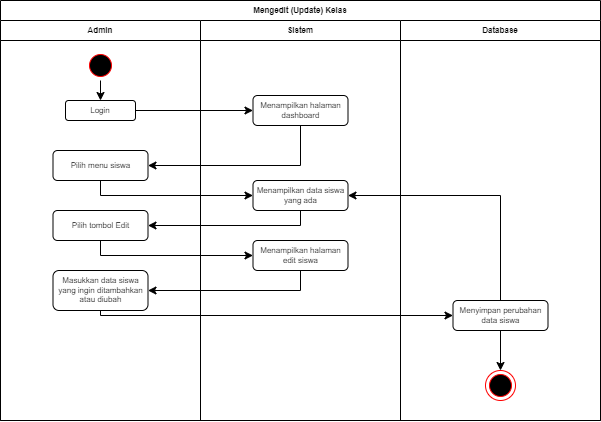 Mengedit (Update) Kelas
Admin
Sistem
Database
Login
Menampilkan halaman
dashboard
Pilih menu siswa
Menampilkan data siswa
yang ada
Pilih tombol Edit
Menampilkan halaman
edit siswa
Masukkan data siswa
yang ingin ditambahkan
atau diubah
Menyimpan perubahan
data siswa